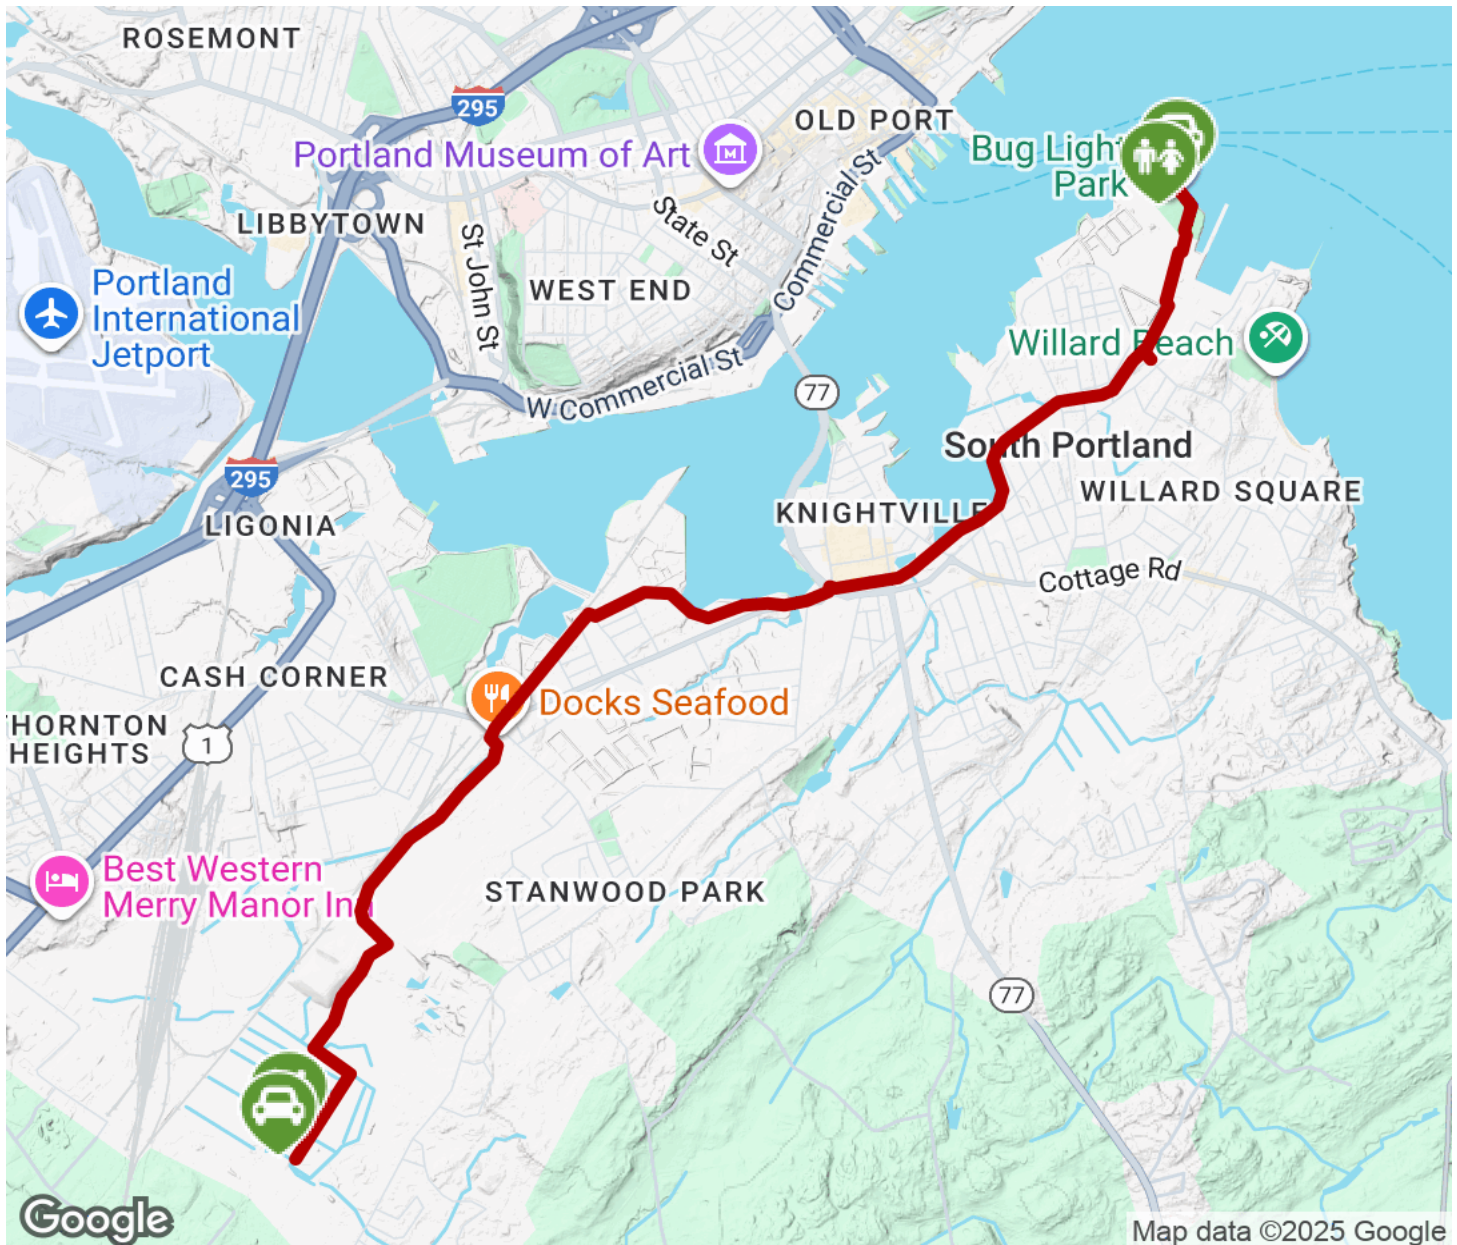 ROSEMONT
295
OLD PORT
Portland Museum of Art
Bug Light
Park
LIBBYTOWN
St John St
State St
Commercial St
WEST END
Portland
International
Jetport
Willard Beach
W Commercial St
77
South Portland
295
WILLARD SQUARE
LIGONIA
KNIGHTVILLE
Cottage Rd
CASH CORNER
Docks Seafood
THORNTON
HEIGHTS
1
Best Western
Merry Manor Inn
STANWOOD PARK
77
Google
Map data ©2025 Google